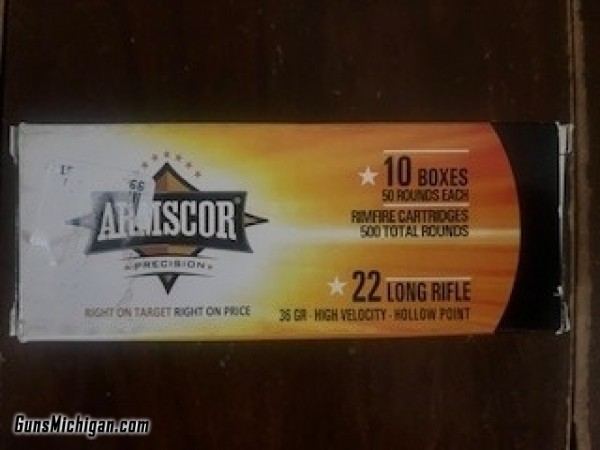 ARMISCOR®
PRECISION
RIGHT ON TARGET RIGHT ON PRICE
10 BOXES
50 ROUNDS EACH
RIMFIRE CARTRIDGES
500 TOTAL ROUNDS
22 LONG RIFLE
36 GR - HIGH VELOCITY - HOLLOW POINT
GunsMichigan.com